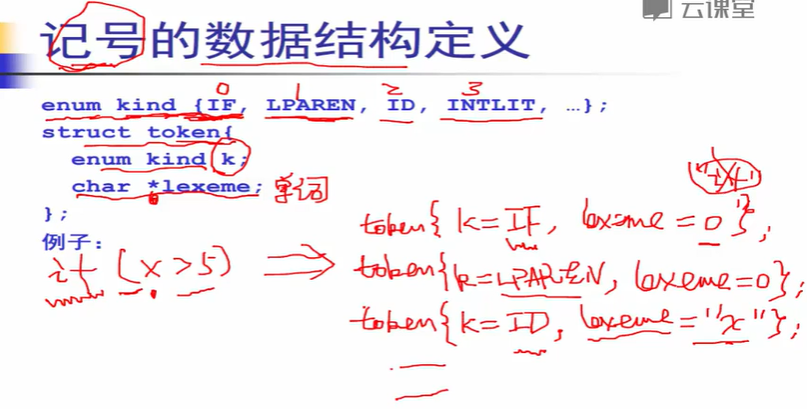 云课堂
记号的数据结构定义
0 1 2 3
enum kind {IF, LPAREN, ID, INTLIT, …};
struct token{
enum kind k;
char *lexeme; 单词
"if"
};
例子:
if (x > 5) ⇒
token{ k = IF, lexeme = 0 };
token{ k = LPAREN, lexeme = 0 };
token{ k = ID, lexeme = "x" };